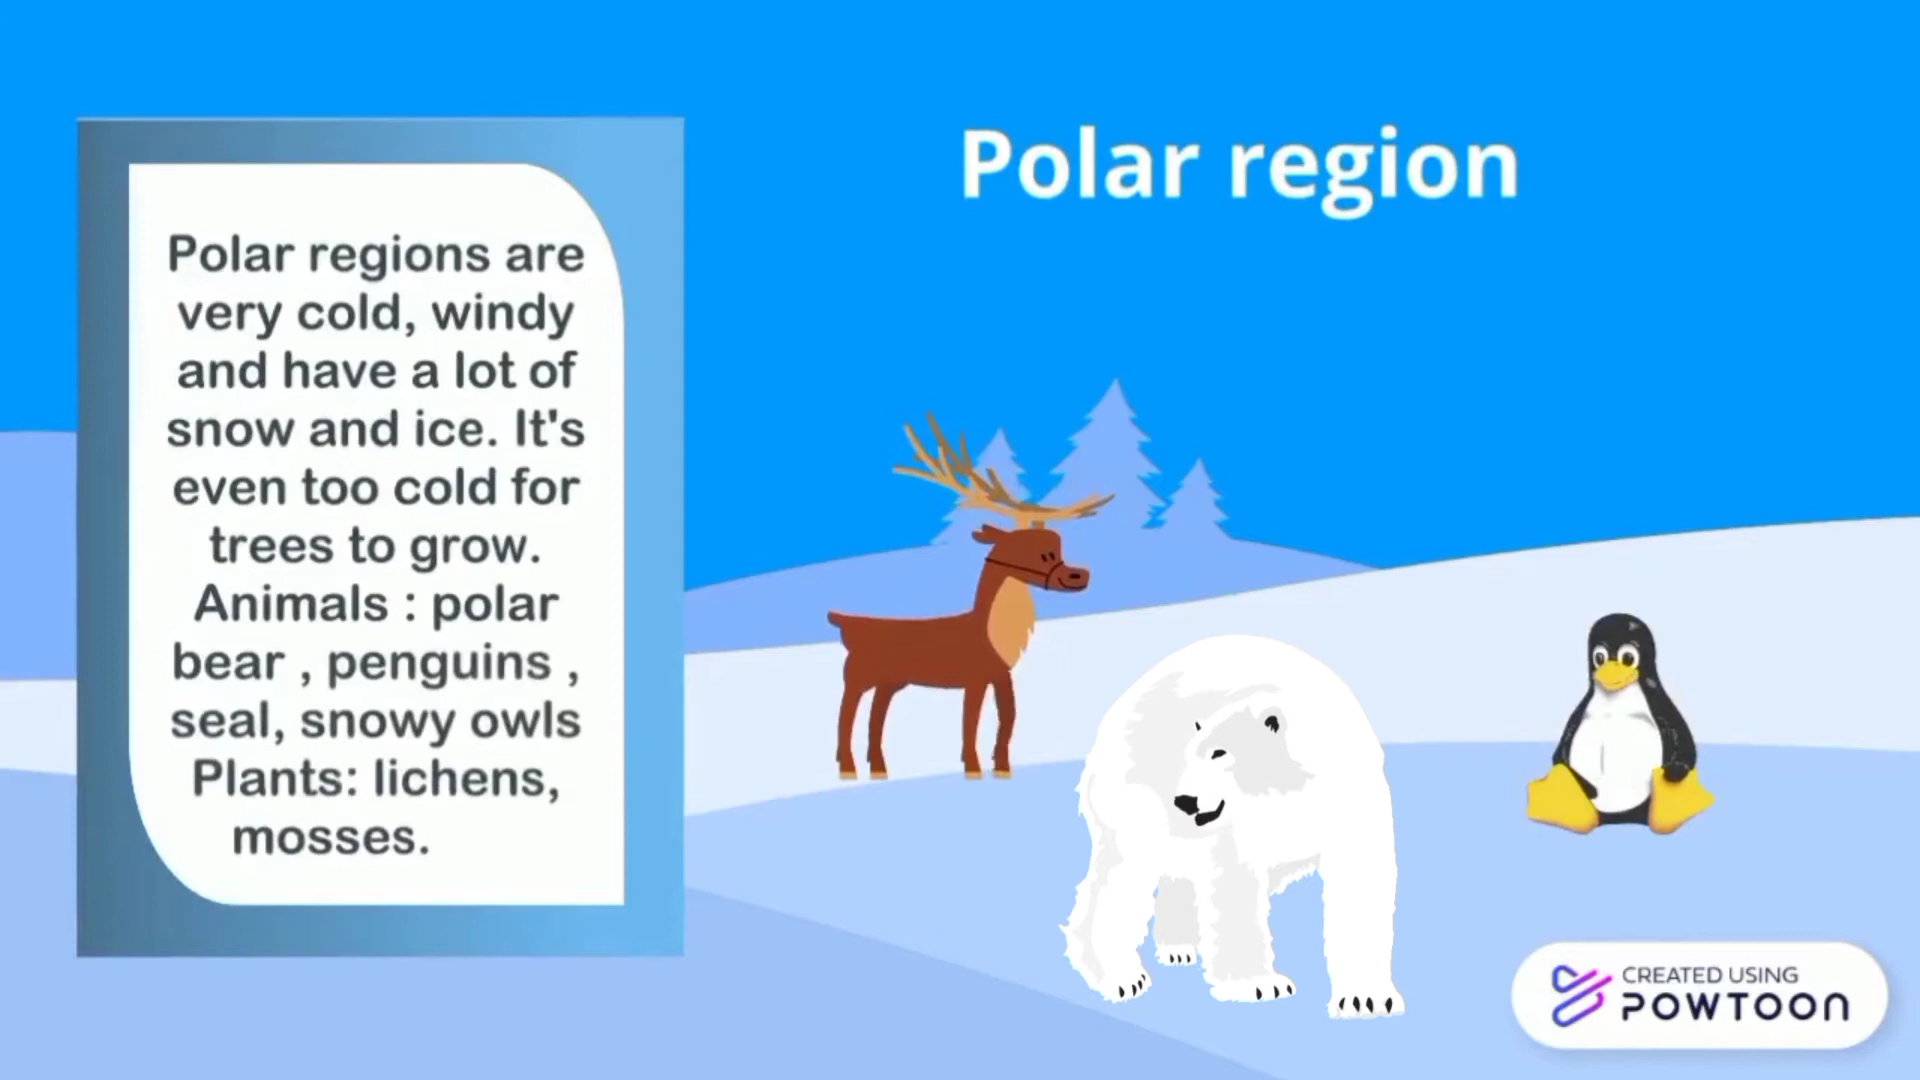 Polar region
Polar regions are
very cold, windy
and have a lot of
snow and ice. It's
even too cold for
trees to grow.
Animals : polar
bear , penguins ,
seal, snowy owls
Plants: lichens,
mosses.
CREATED USING
POWTOON